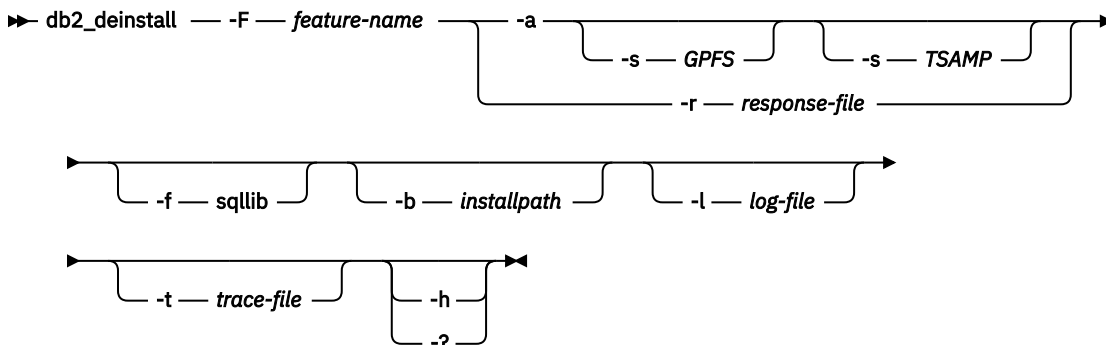 db2_deinstall -F feature-name -a
-s GPFS -s TSAMP
-r response-file
-f sqllib -b installpath -l log-file
-t trace-file -h
-?